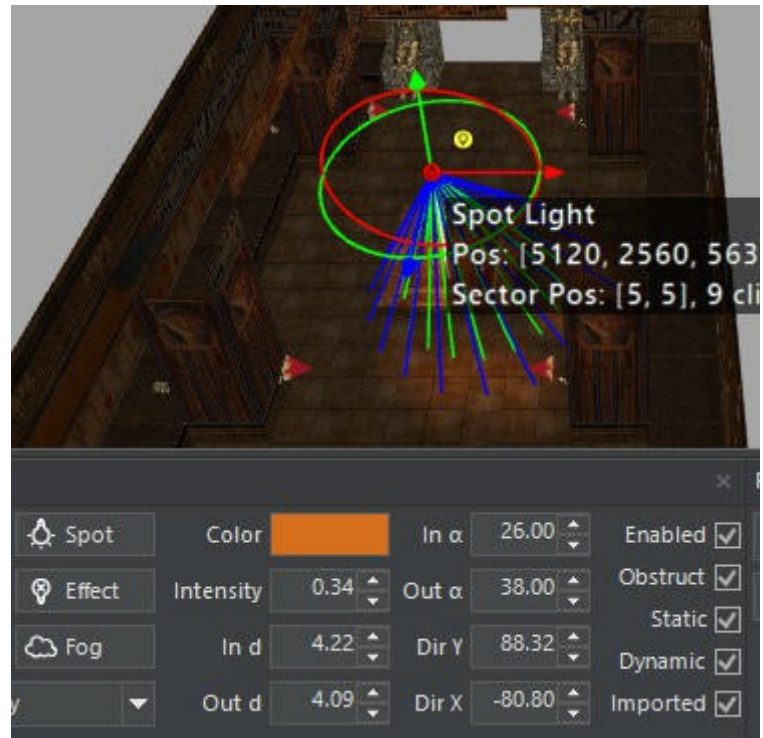 Spot Light
Pos: [5120, 2560, 563
Sector Pos: [5, 5], 9 cli
Spot Color In α 26.00 Enabled
Effect Intensity 0.34 Out α 38.00 Obstruct
Static
Fog In d 4.22 Dir Y 88.32
Dynamic
y Out d 4.09 Dir X -80.80 Imported